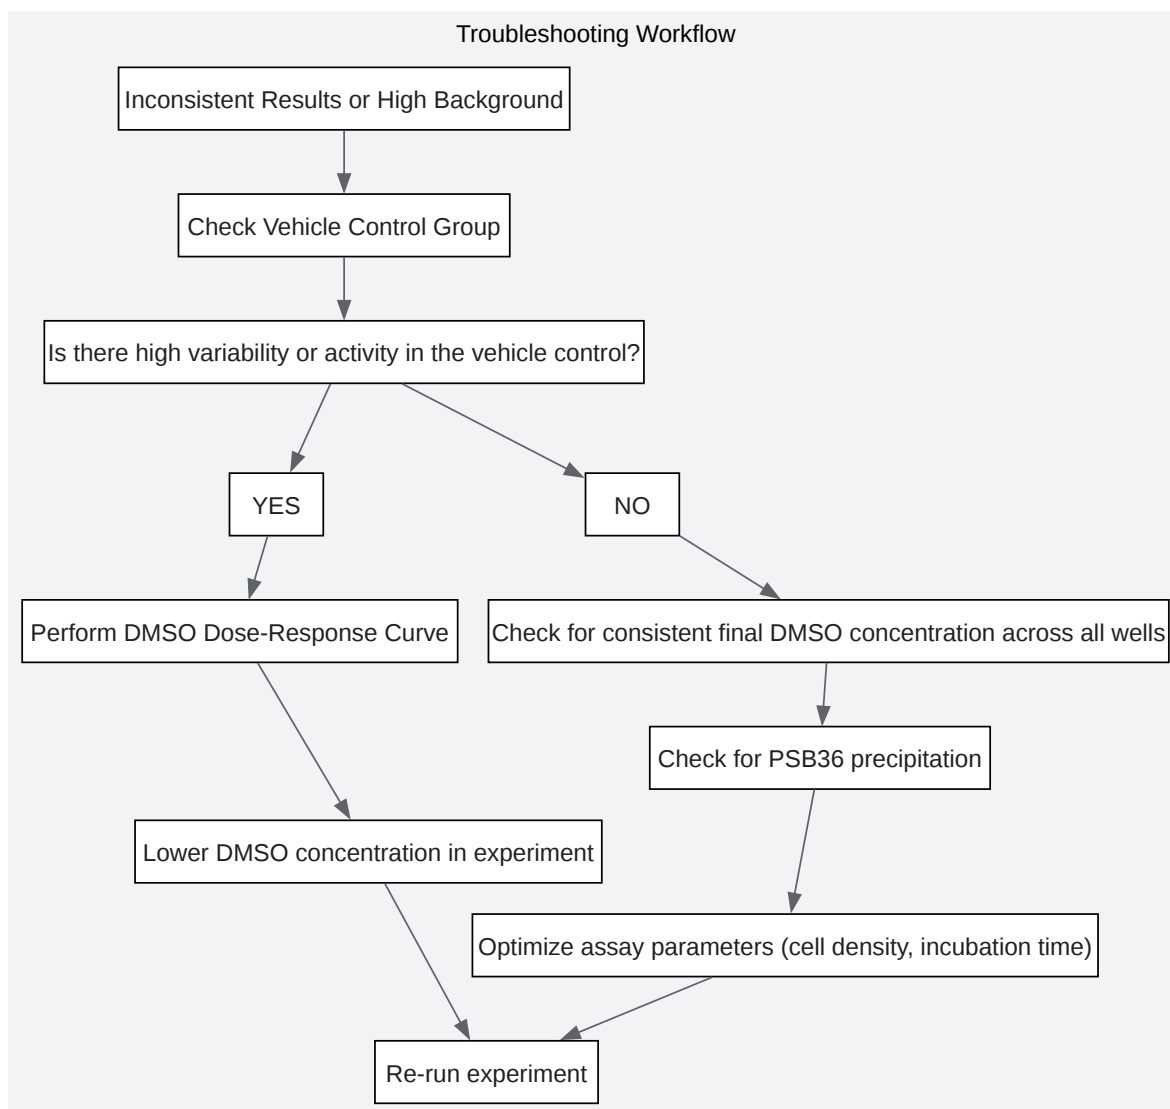 Troubleshooting Workflow
Inconsistent Results or High Background
Check Vehicle Control Group
Is there high variability or activity in the vehicle control?
YES
NO
Perform DMSO Dose-Response Curve
Check for consistent final DMSO concentration across all wells
Check for PSB36 precipitation
Lower DMSO concentration in experiment
Optimize assay parameters (cell density, incubation time)
Re-run experiment